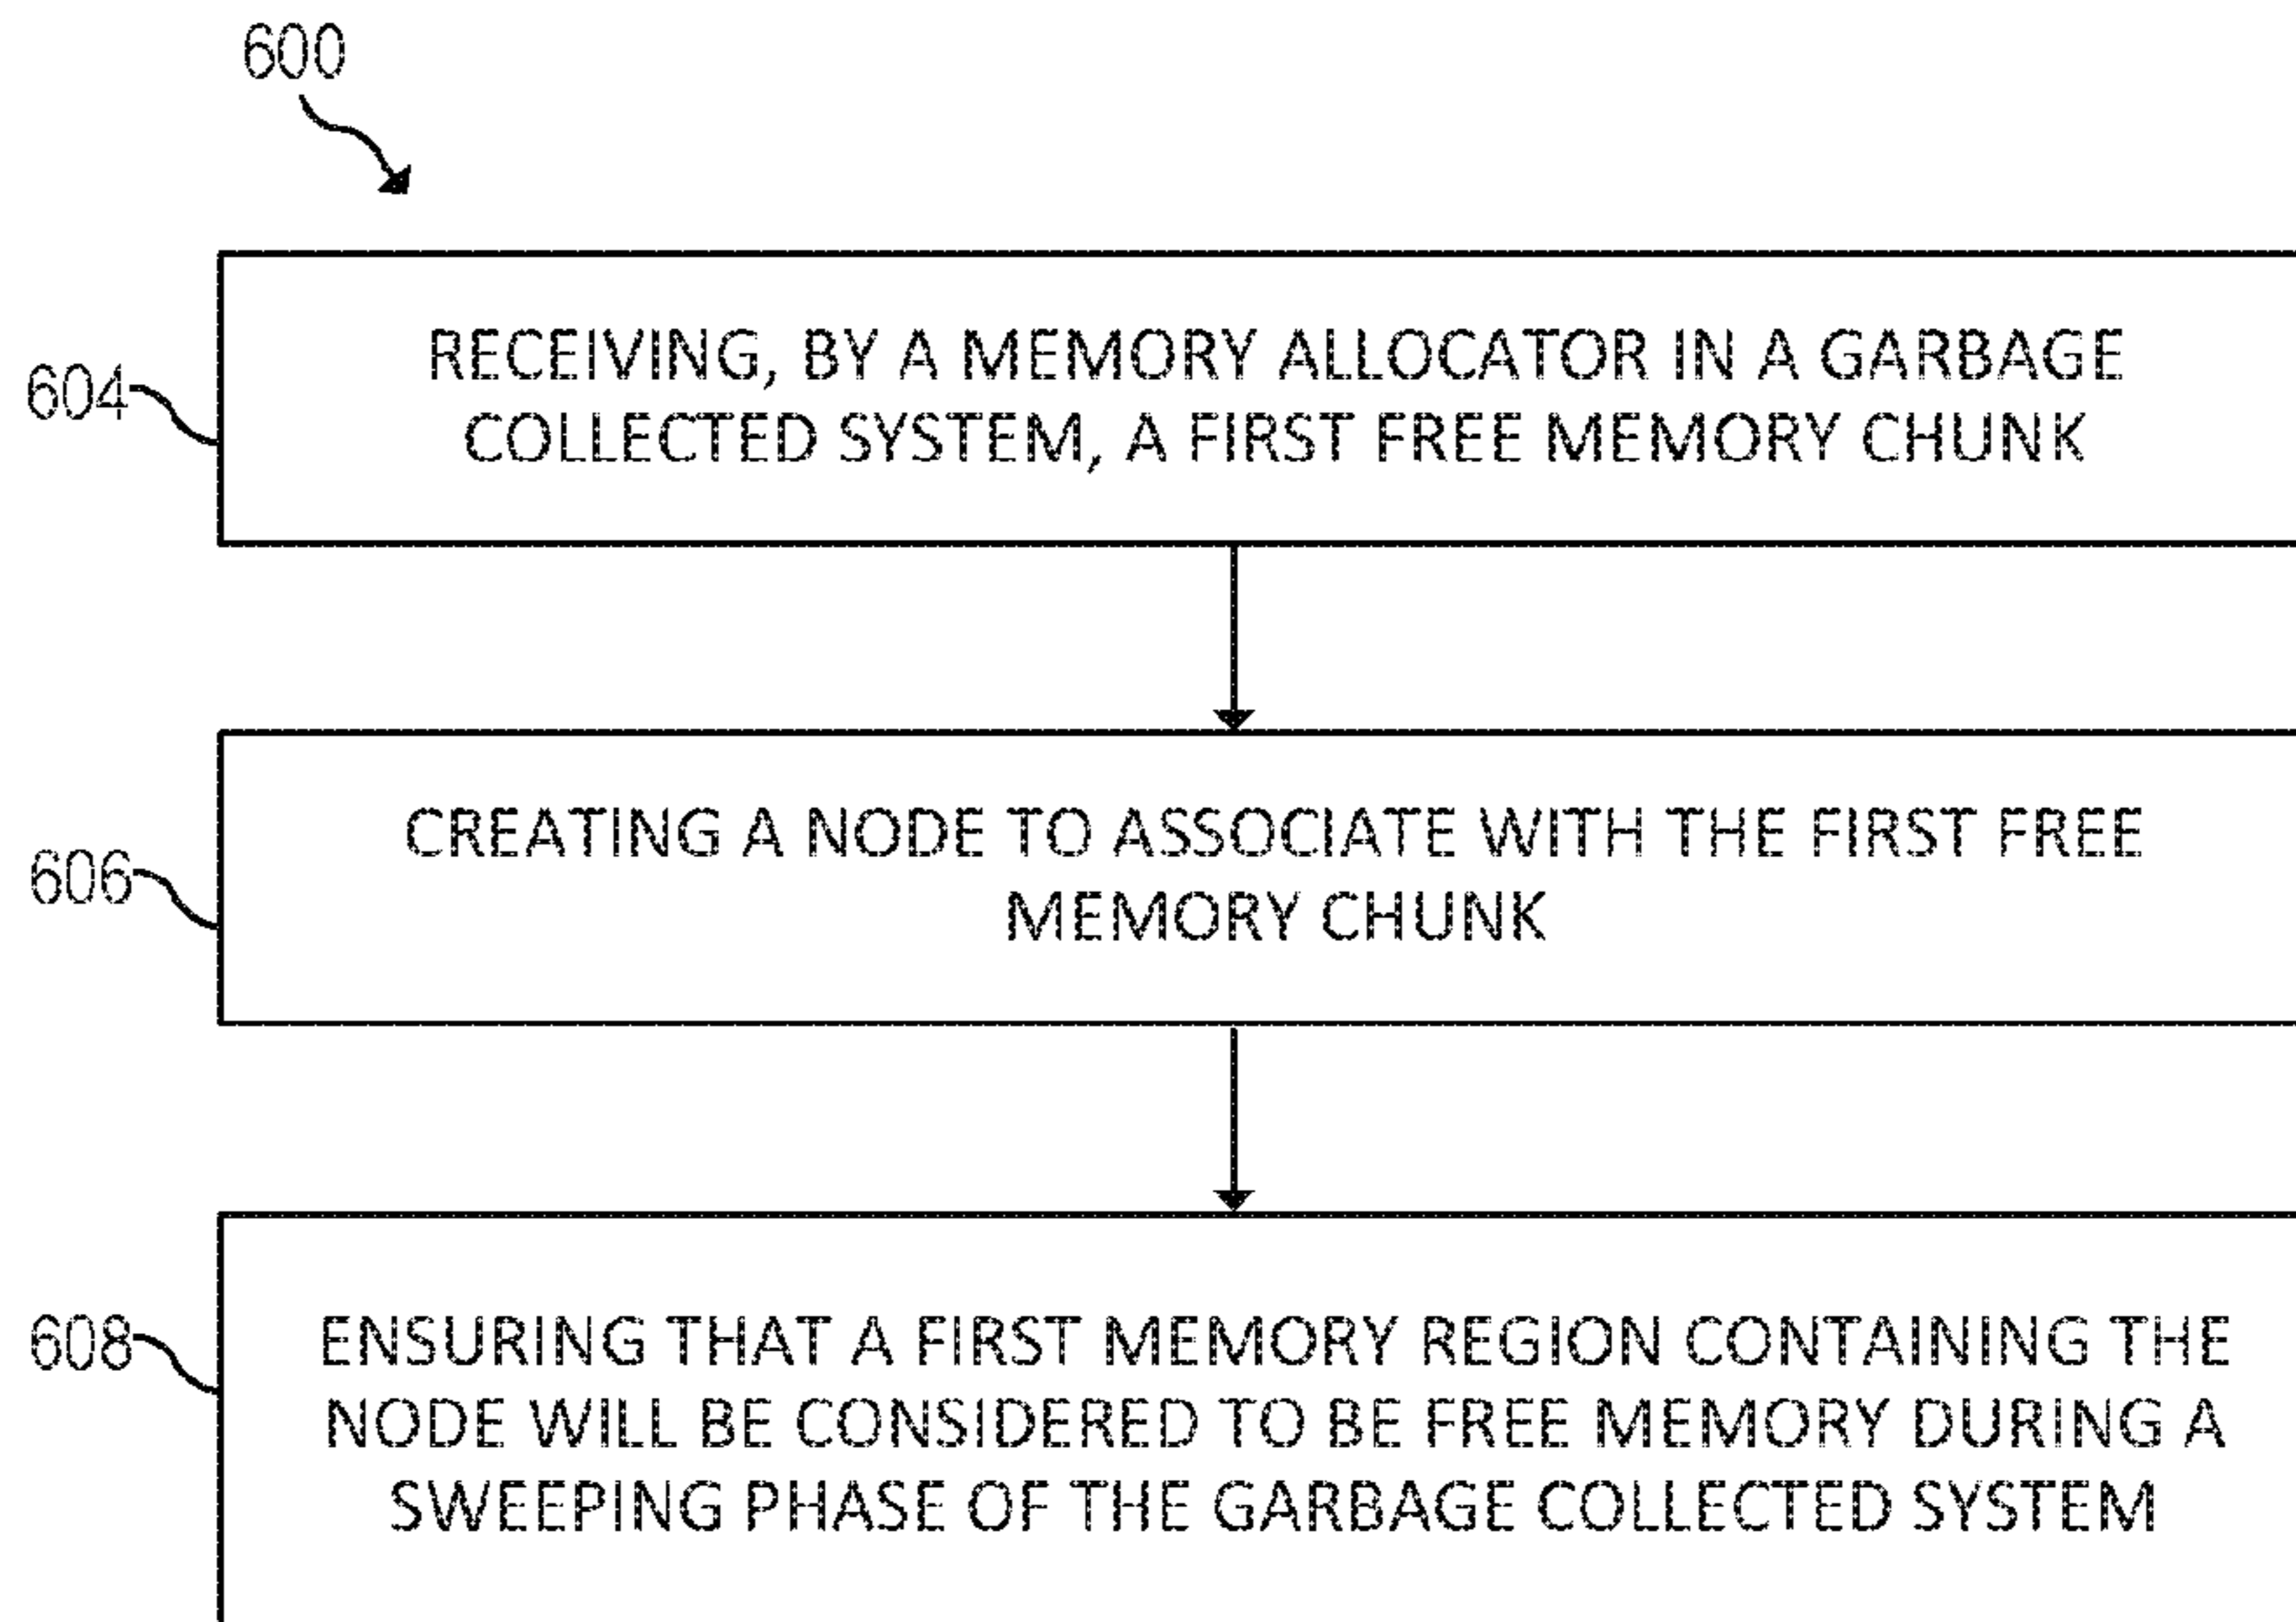 600
604
RECEIVING, BY A MEMORY ALLOCATOR IN A GARBAGE
COLLECTED SYSTEM, A FIRST FREE MEMORY CHUNK
606
CREATING A NODE TO ASSOCIATE WITH THE FIRST FREE
MEMORY CHUNK
608
ENSURING THAT A FIRST MEMORY REGION CONTAINING THE
NODE WILL BE CONSIDERED TO BE FREE MEMORY DURING A
SWEEPING PHASE OF THE GARBAGE COLLECTED SYSTEM